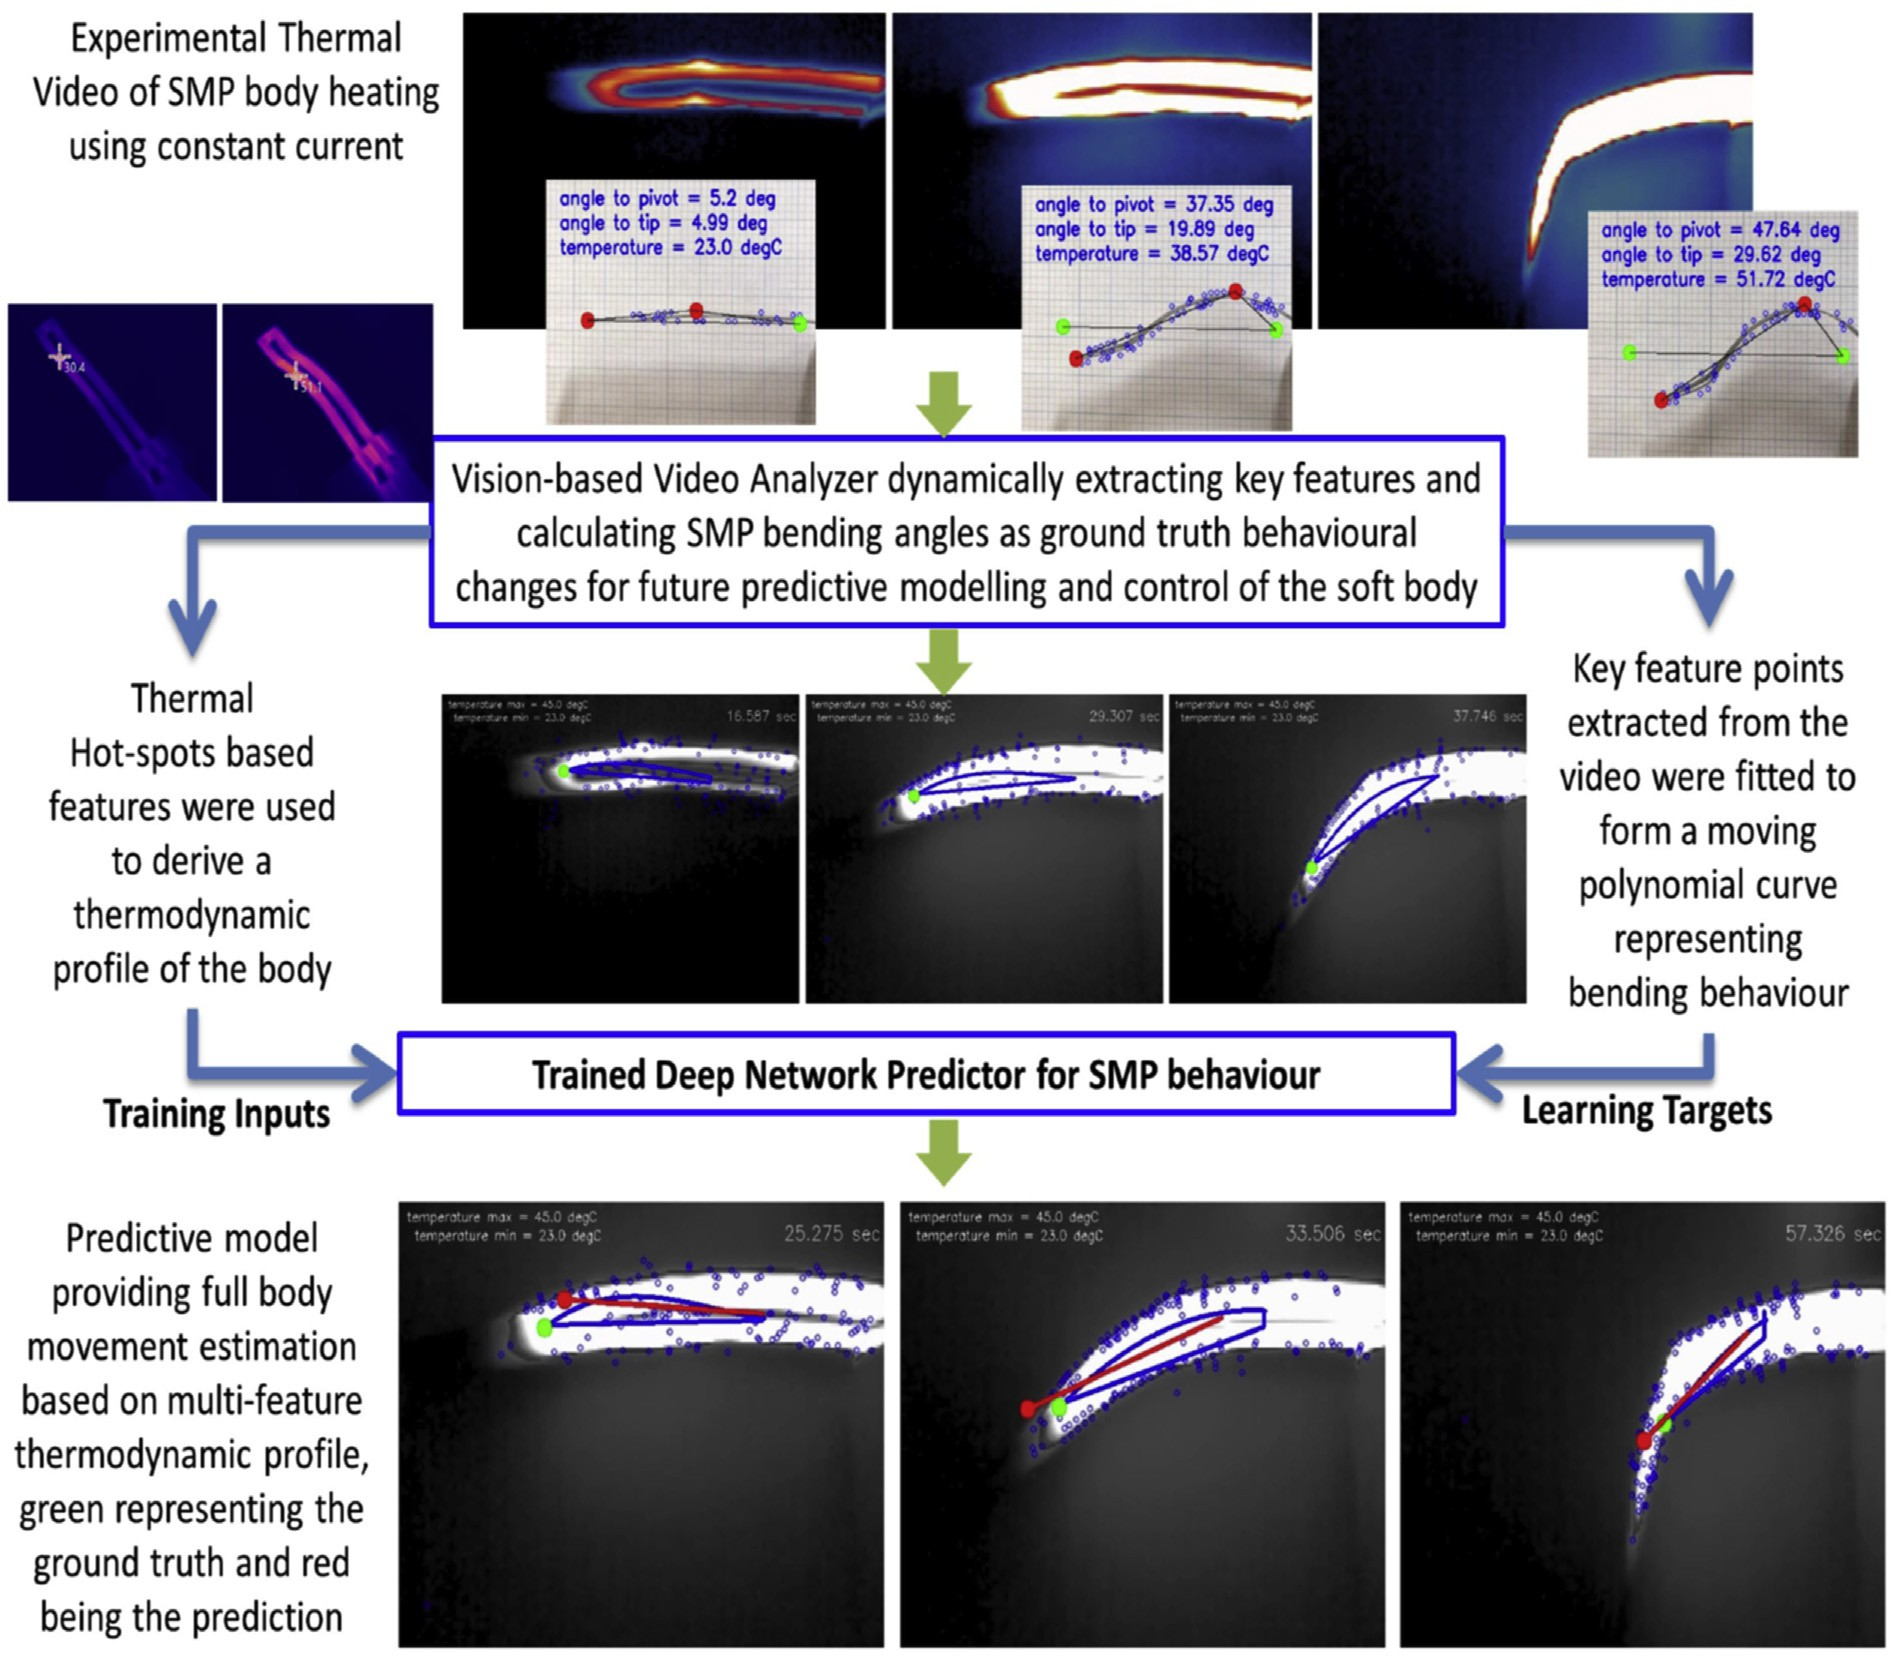 Experimental Thermal
Video of SMP body heating
using constant current
angle to pivot = 5.2 deg
angle to tip = 4.99 deg
temperature = 23.0 degC
angle to pivot = 37.35 deg
angle to tip = 19.89 deg
temperature = 38.57 degC
angle to pivot = 47.64 deg
angle to tip = 29.62 deg
temperature = 51.72 degC
30.4
51.1
Vision-based Video Analyzer dynamically extracting key features and
calculating SMP bending angles as ground truth behavioural
changes for future predictive modelling and control of the soft body
Thermal
Hot-spots based
features were used
to derive a
thermodynamic
profile of the body
temperature max = 45.0 degC
temperature min = 23.0 degC
16.587 sec
temperature max = 45.0 degC
temperature min = 23.0 degC
29.307 sec
temperature max = 45.0 degC
temperature min = 23.0 degC
37.746 sec
Key feature points
extracted from the
video were fitted to
form a moving
polynomial curve
representing
bending behaviour
Trained Deep Network Predictor for SMP behaviour
Training Inputs
Learning Targets
Predictive model
providing full body
movement estimation
based on multi-feature
thermodynamic profile,
green representing the
ground truth and red
being the prediction
temperature max = 45.0 degC
temperature min = 23.0 degC
25.275 sec
temperature max = 45.0 degC
temperature min = 23.0 degC
33.506 sec
temperature max = 45.0 degC
temperature min = 23.0 degC
57.326 sec